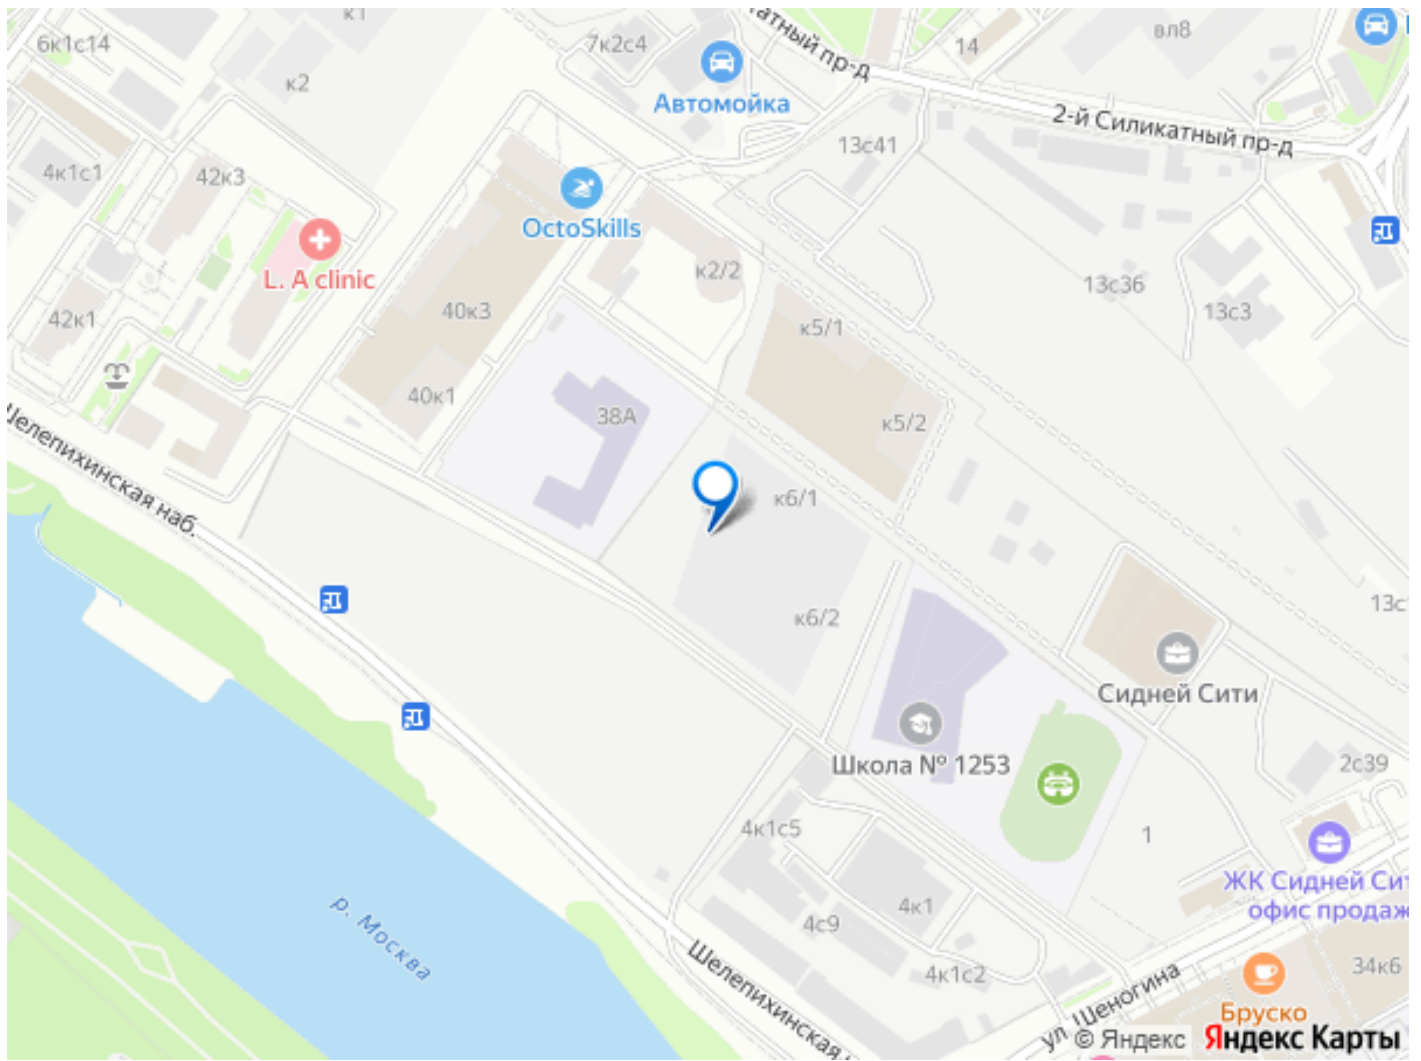 к1
6к1с14
7к2с4
14
вл8
атный пр-д
к2
Автомойка
2-й Силикатный пр-д
13с41
4к1с1
42к3
OctoSkills
L. A clinic
к2/2
13с36
42к1
40к3
к5/1
13с3
40к1
38А
к5/2
Шелепихинская наб.
к6/1
к6/2
13с
Сидней Сити
Школа № 1253
2с39
4к1с5
1
ЖК Сидней Сит
офис продаж
р. Москва
4к1
4с9
4к1с2
34к6
Шелепихинская
ул. Шеногина
Бруско
© Яндекс Яндекс Карты